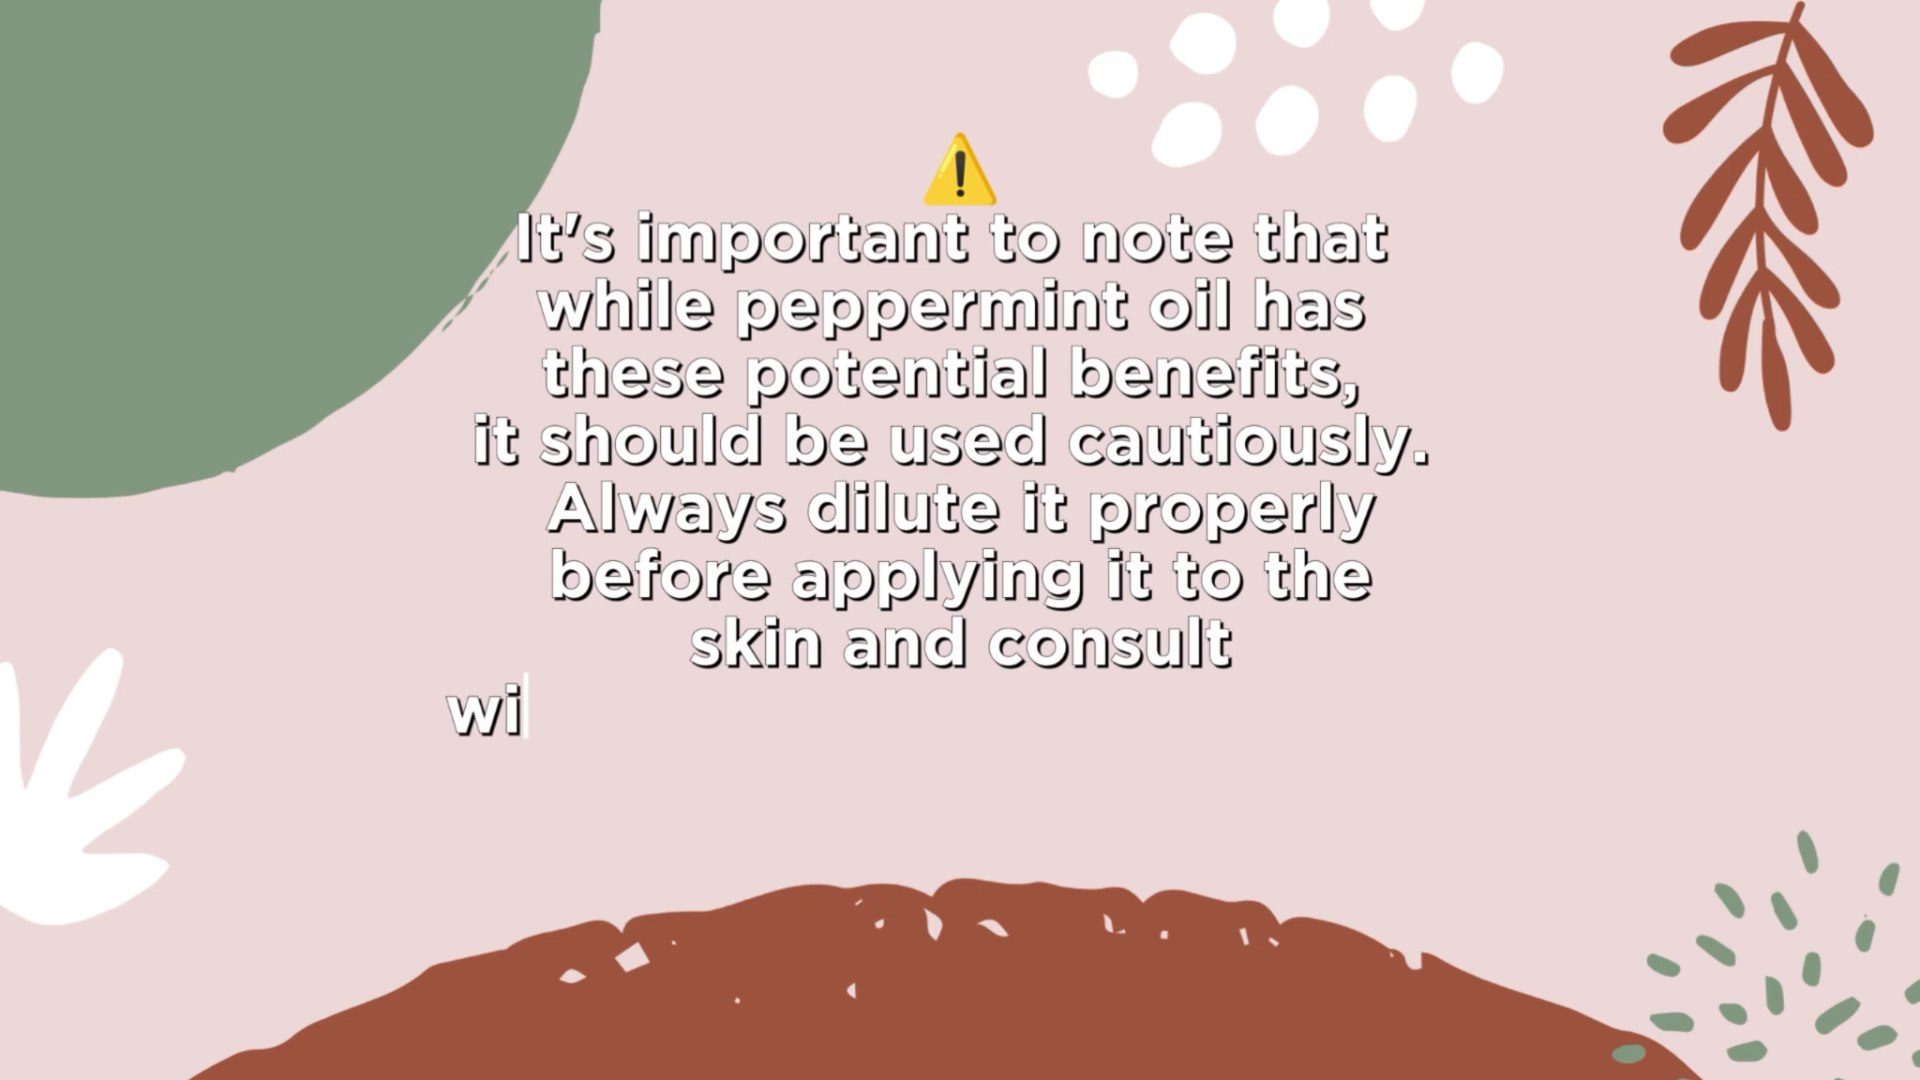 It's important to note that
while peppermint oil has
these potential benefits,
it should be used cautiously.
Always dilute it properly
before applying it to the
skin and consult
wi